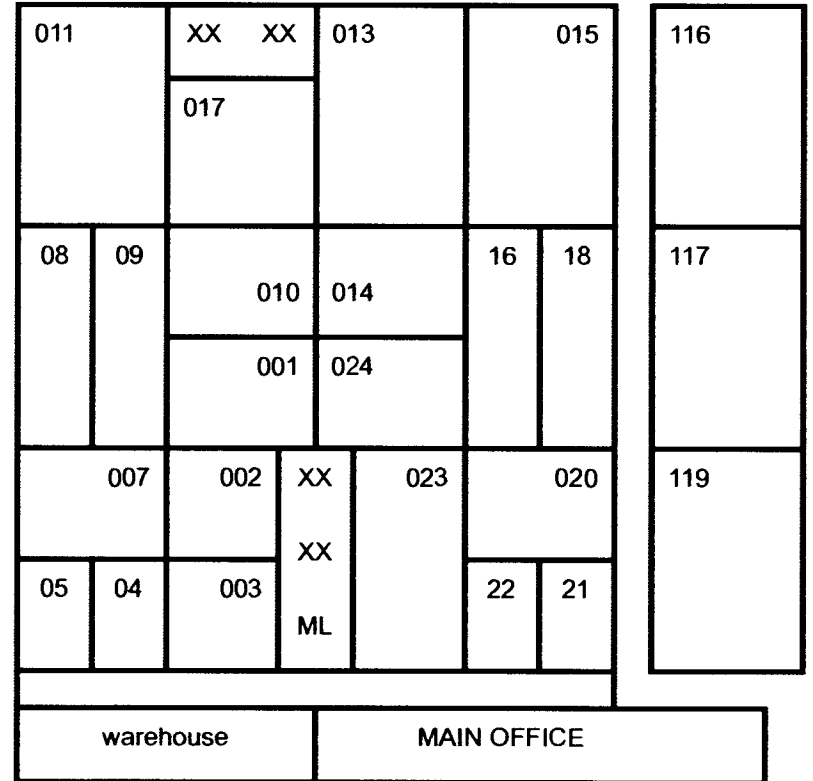 011 XX XX 013 015 116
017
08 09 16 18 117
010 014
001 024
007 002 XX 023 020 119
XX
05 04 003 22 21
ML
warehouse MAIN OFFICE